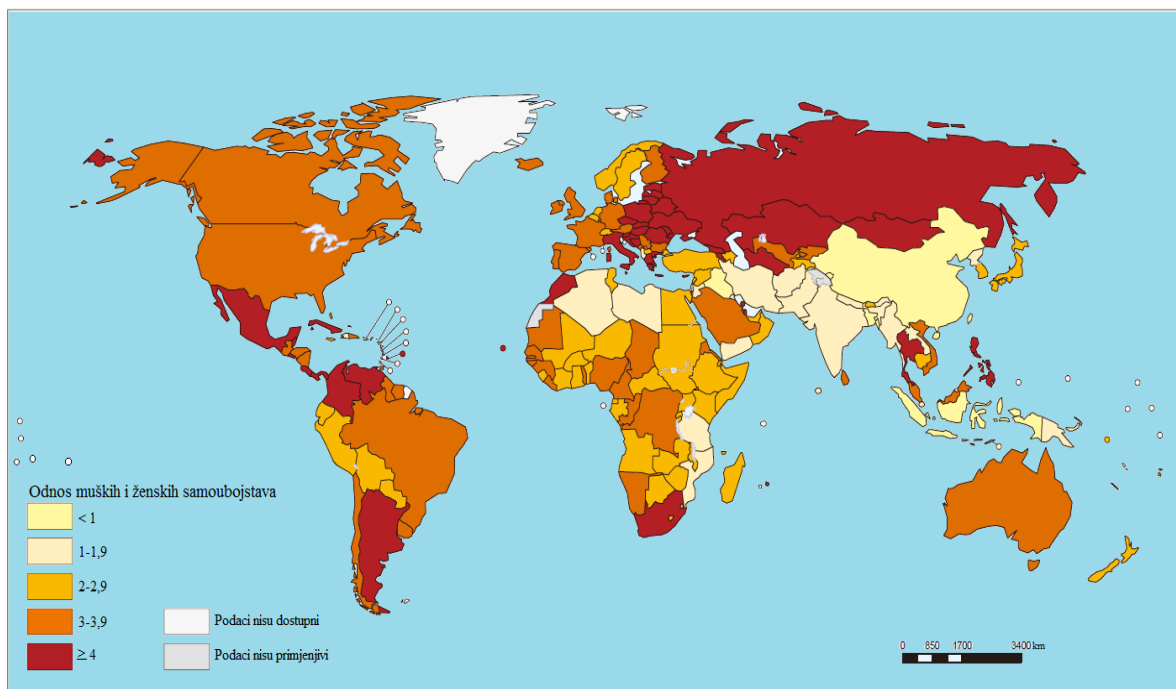 Odnos muških i ženskih samoubojstava
< 1
1-1,9
2-2,9
3-3,9
≥ 4
Podaci nisu dostupni
Podaci nisu primjenjivi
0 850 1700 3400 km